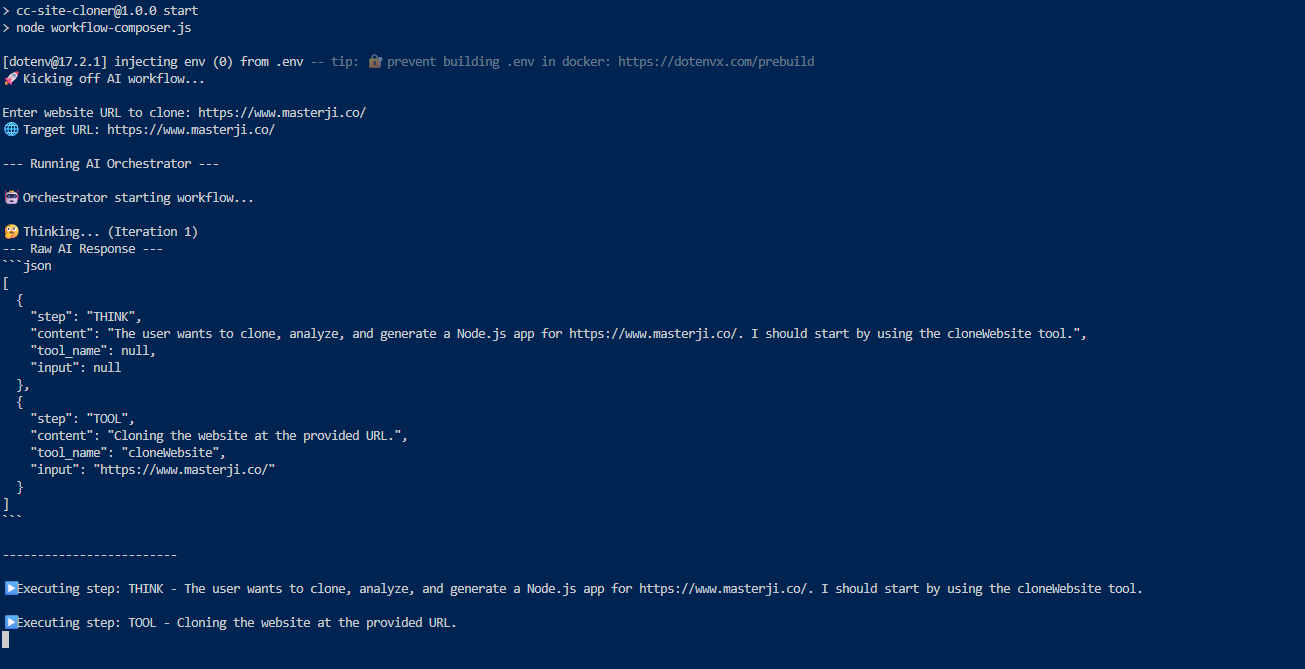 > cc-site-cloner@1.0.0 start
> node workflow-composer.js
[dotenv@17.2.1] injecting env (0) from .env -- tip: 🔐 prevent building .env in docker: https://dotenvx.com/prebuild
🚀 Kicking off AI workflow...
Enter website URL to clone: https://www.masterji.co/
🌐 Target URL: https://www.masterji.co/
--- Running AI Orchestrator ---
🤖 Orchestrator starting workflow...
🤔 Thinking... (Iteration 1)
--- Raw AI Response ---
```json
[
  {
    "step": "THINK",
    "content": "The user wants to clone, analyze, and generate a Node.js app for https://www.masterji.co/. I should start by using the cloneWebsite tool.",
    "tool_name": null,
    "input": null
  },
  {
    "step": "TOOL",
    "content": "Cloning the website at the provided URL.",
    "tool_name": "cloneWebsite",
    "input": "https://www.masterji.co/"
  }
]
```
-------------------------
▶️Executing step: THINK - The user wants to clone, analyze, and generate a Node.js app for https://www.masterji.co/. I should start by using the cloneWebsite tool.
▶️Executing step: TOOL - Cloning the website at the provided URL.